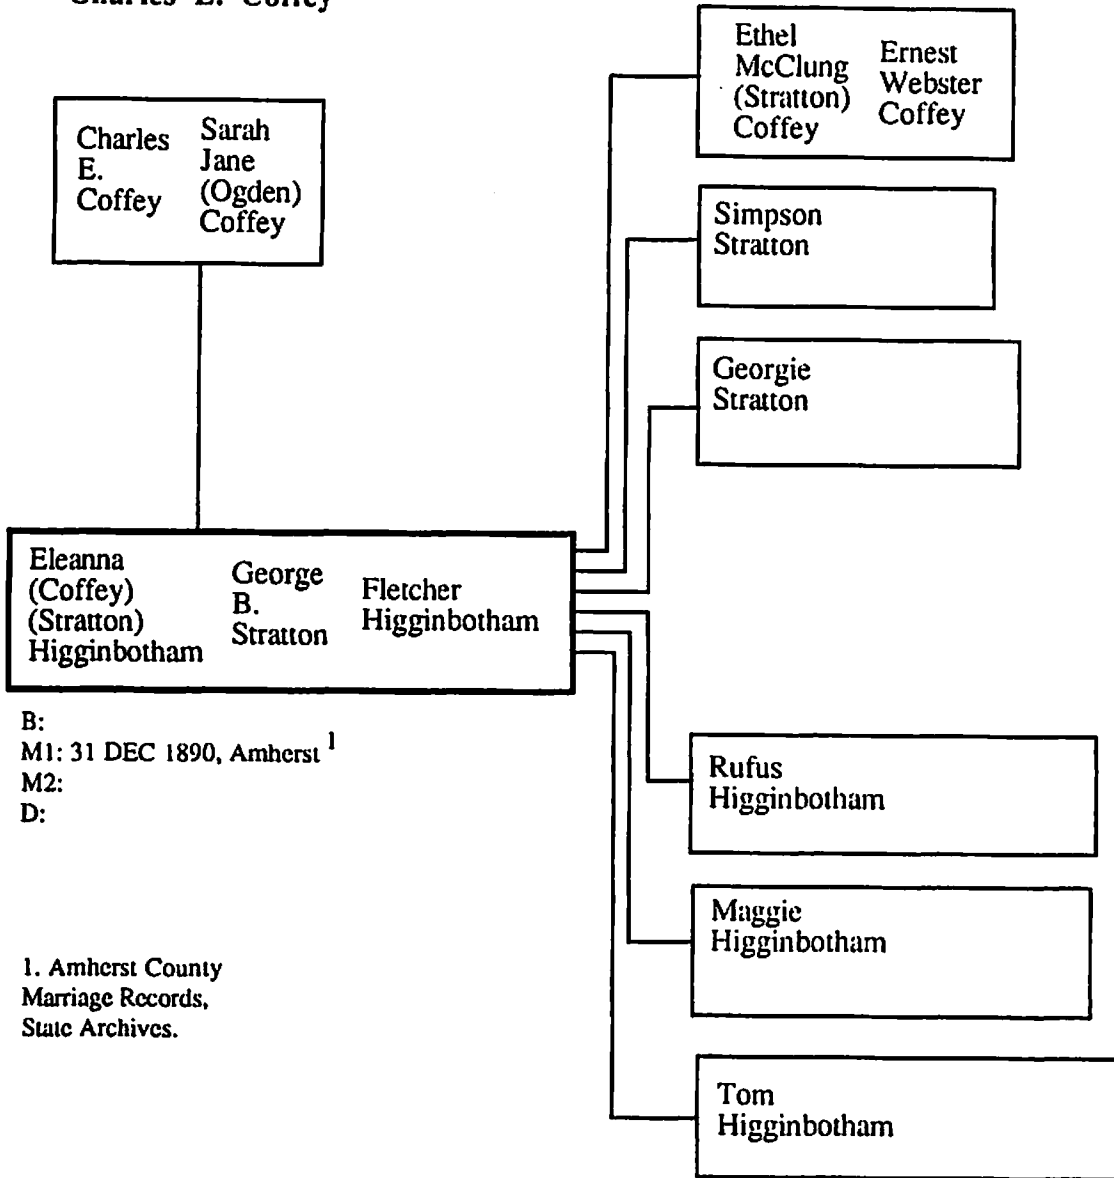 Charles E. Coffey
Charles
E.
Coffey
Sarah
Jane
(Ogden)
Coffey
Ethel
McClung
(Stratton)
Coffey
Ernest
Webster
Coffey
Simpson
Stratton
Georgie
Stratton
Eleanna
(Coffey)
(Stratton)
Higginbotham
George
B.
Stratton
Fletcher
Higginbotham
B:
M1: 31 DEC 1890, Amherst 1
M2:
D:
Rufus
Higginbotham
Maggie
Higginbotham
1. Amherst County
Marriage Records,
State Archives.
Tom
Higginbotham